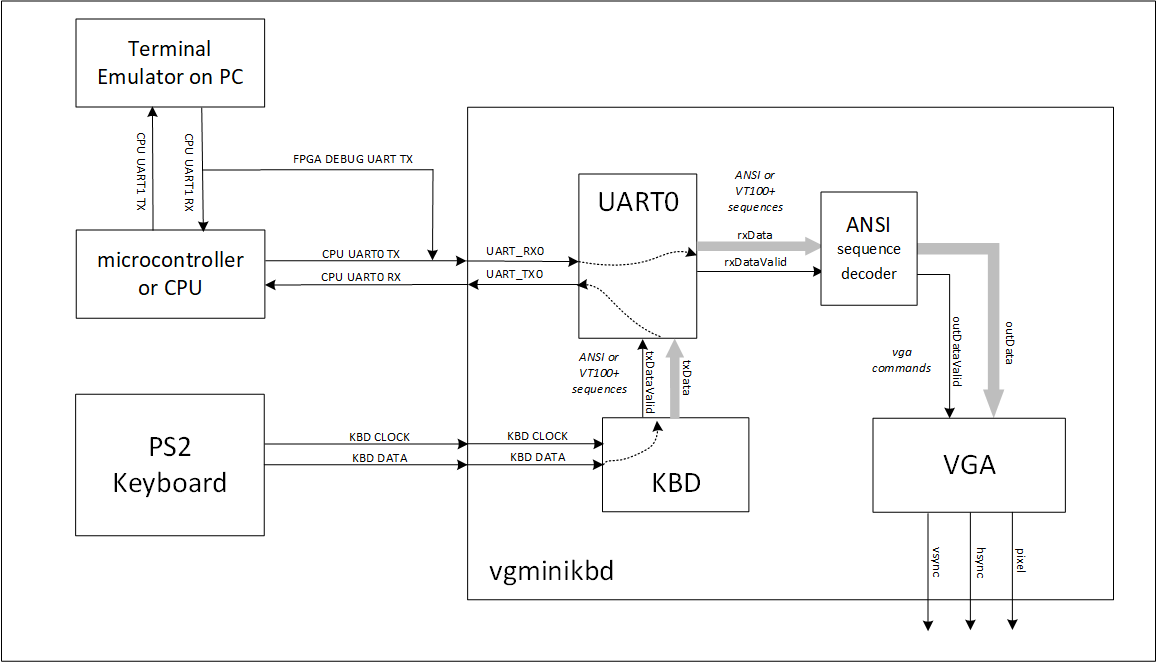 Terminal
Emulator on PC
CPU UART1 TX
CPU UART1 RX
FPGA DEBUG UART TX
microcontroller
or CPU
CPU UART0 TX
CPU UART0 RX
UART_RX0
UART_TX0
UART0
ANSI or
VT100+
sequences
rxData
rxDataValid
ANSI
sequence
decoder
ANSI or
VT100+
sequences
txDataValid
txData
vga
commands
outDataValid
outData
PS2
Keyboard
KBD CLOCK
KBD DATA
KBD CLOCK
KBD DATA
KBD
VGA
vgminikbd
vsync
hsync
pixel